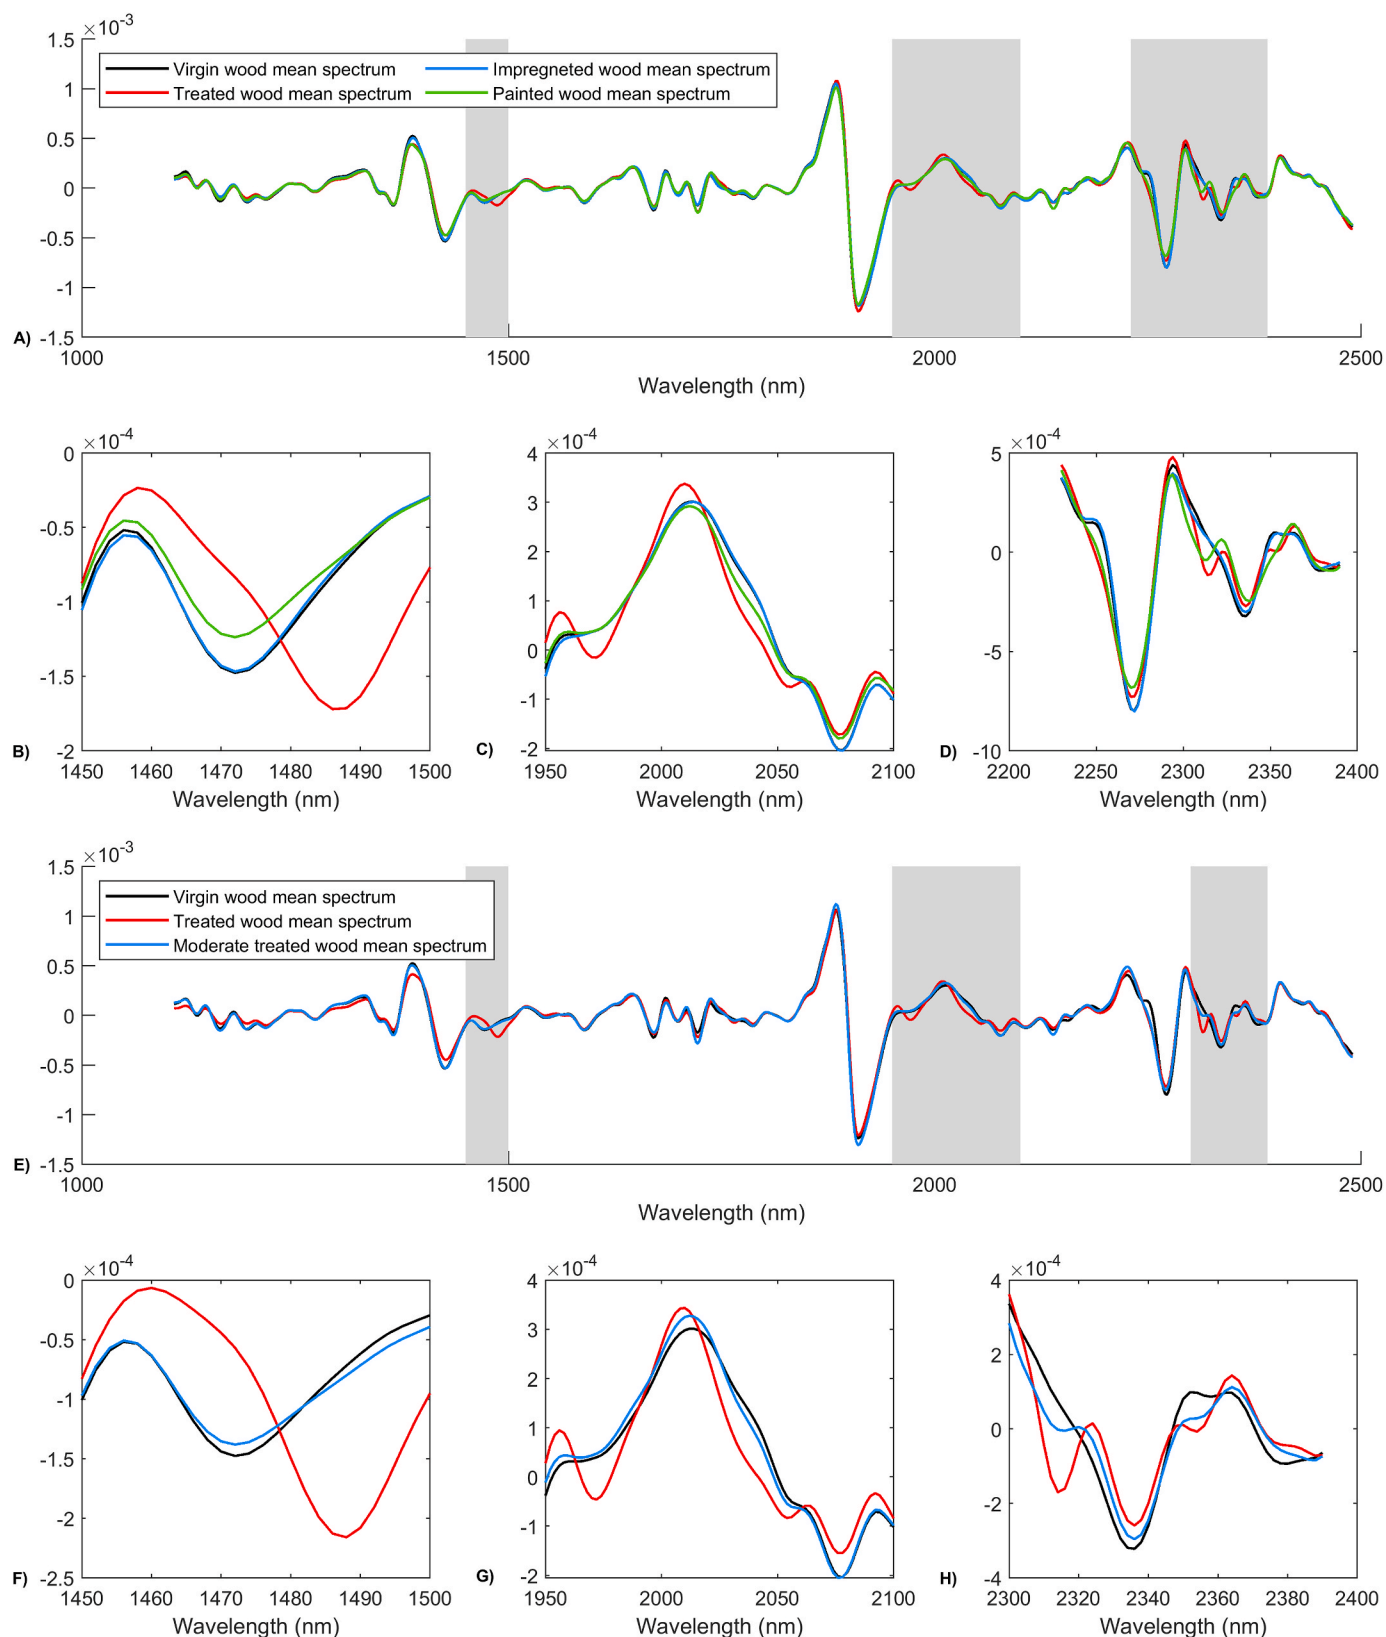 ×10-3
1.5
Virgin wood mean spectrum
Impregneted wood mean spectrum
Treated wood mean spectrum
Painted wood mean spectrum
1
0.5
0
-0.5
-1
A) -1.5
1000 1500 2000 2500
Wavelength (nm)
×10-4 ×10-4 ×10-4
0
-0.5
-1
-1.5
B) -2
1450 1460 1470 1480 1490 1500
Wavelength (nm)
4
3
2
1
0
-1
C) -2
1950 2000 2050 2100
Wavelength (nm)
5
0
-5
D) -10
2200 2250 2300 2350 2400
Wavelength (nm)
×10-3
1.5
Virgin wood mean spectrum
Treated wood mean spectrum
Moderate treated wood mean spectrum
1
0.5
0
-0.5
-1
E) -1.5
1000 1500 2000 2500
Wavelength (nm)
×10-4 ×10-4 ×10-4
0
-0.5
-1
-1.5
-2
F) -2.5
1450 1460 1470 1480 1490 1500
Wavelength (nm)
4
3
2
1
0
-1
G) -2
1950 2000 2050 2100
Wavelength (nm)
4
2
0
-2
H) -4
2300 2320 2340 2360 2380 2400
Wavelength (nm)